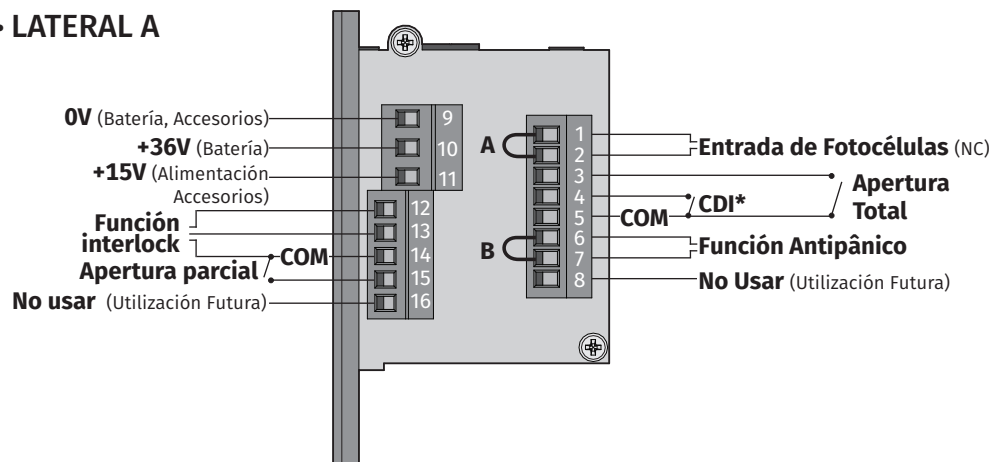 • LATERAL A
0V (Batería, Accesorios)
+36V (Batería)
+15V (Alimentación
Accesorios)
Función
interlock
COM
Apertura parcial
No usar (Utilización Futura)
9
10
11
12
13
14
15
16
A
B
1
2
3
4
5
6
7
8
Entrada de Fotocélulas (NC)
CDI*
COM
Apertura
Total
Función Antipânico
No Usar (Utilización Futura)